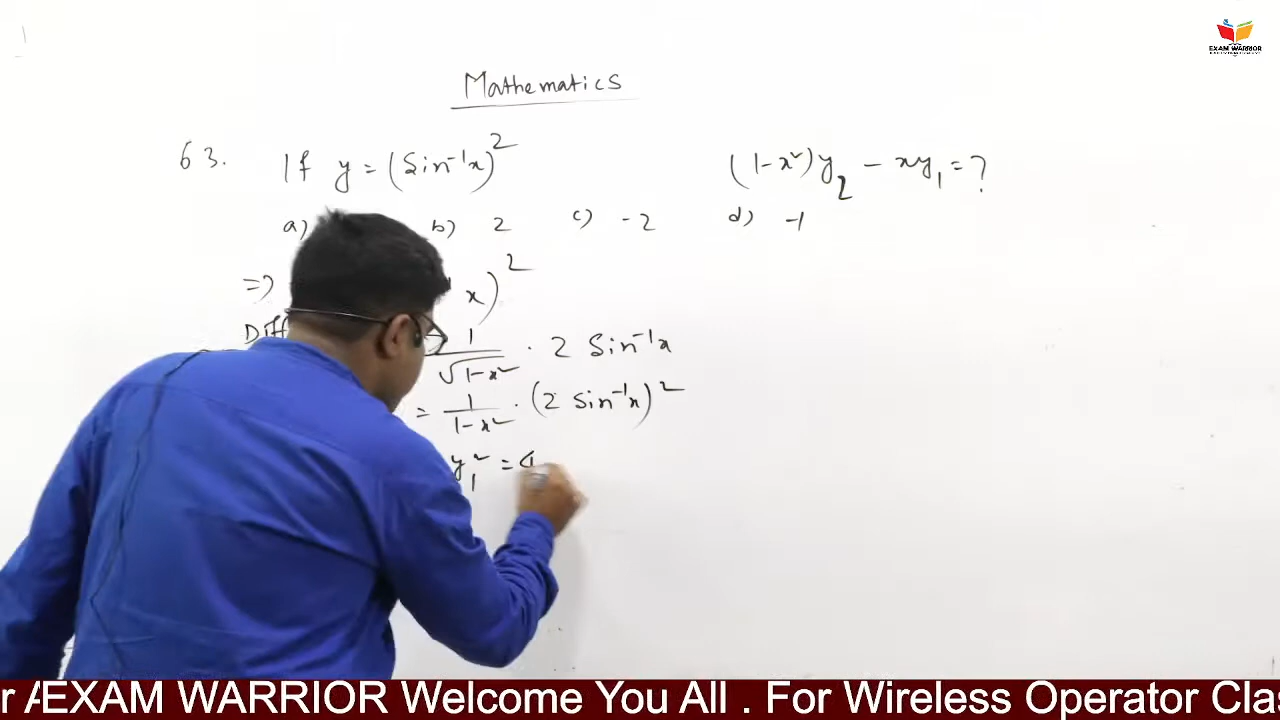 EXAM WARRIOR
Mathematics
63. If y = (Sin⁻¹x)² (1-x²)y₂ - xy₁ = ?
a) b) 2 c) -2 d) -1
=> x)²
Diff 1/√1-x² · 2 Sin⁻¹x
= 1/1-x² · (2 Sin⁻¹x)²
y₁² = 4
r A EXAM WARRIOR Welcome You All . For Wireless Operator Clas